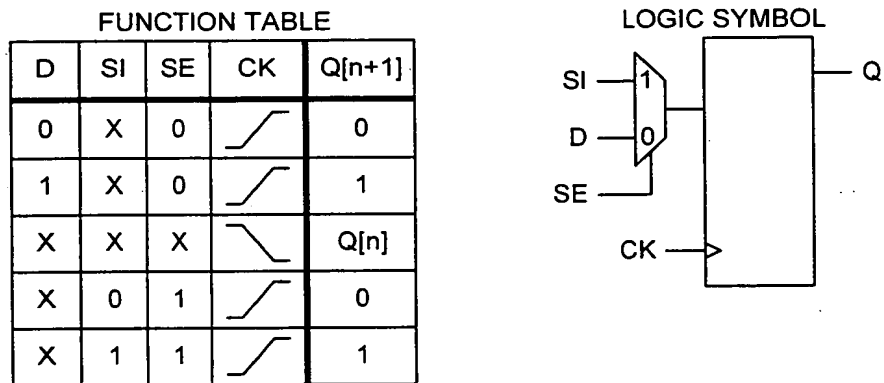 FUNCTION TABLE
D SI SE CK Q[n+1]
0 X 0 0
1 X 0 1
X X X Q[n]
X 0 1 0
X 1 1 1
LOGIC SYMBOL
SI 1
D 0
SE
CK
Q